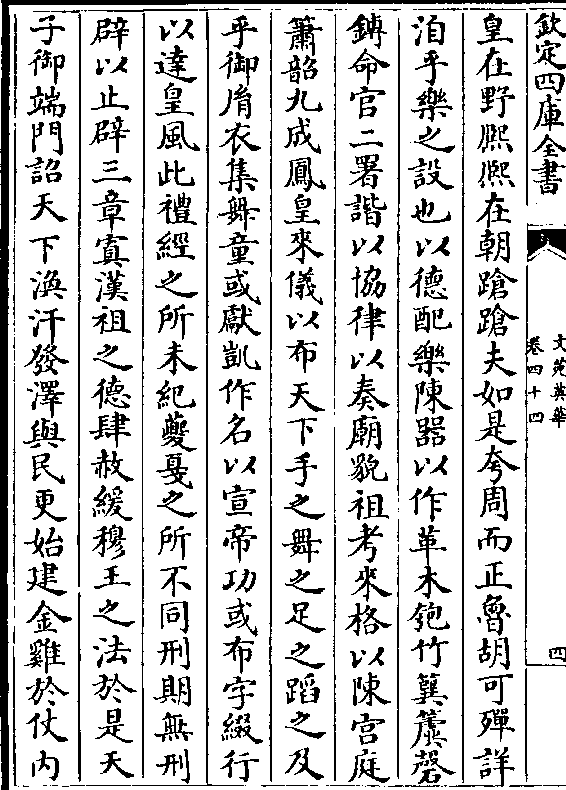 欽定四庫全書
文苑英華
卷四十四
四
皇在野熈熈在朝蹌蹌夫如是夸周而正魯胡可殫詳
洎乎樂之設也以德配樂陳器以作革木匏竹簨簴磬
鏄命官二署諧以協律以奏廟貌祖考來格以陳宮庭
簫韶九成鳳皇來儀以布天下手之舞之足之蹈之及
乎御㡳衣集舞童或獻凱作名以宣帝功或布字綴行
以達皇風此禮經之所未紀夔戛之所不同刑期無刑
辟以止辟三章寘漢祖之德肆赦緩穆王之法於是天
子御端門詔天下渙汗發澤與民更始建金雞於仗内